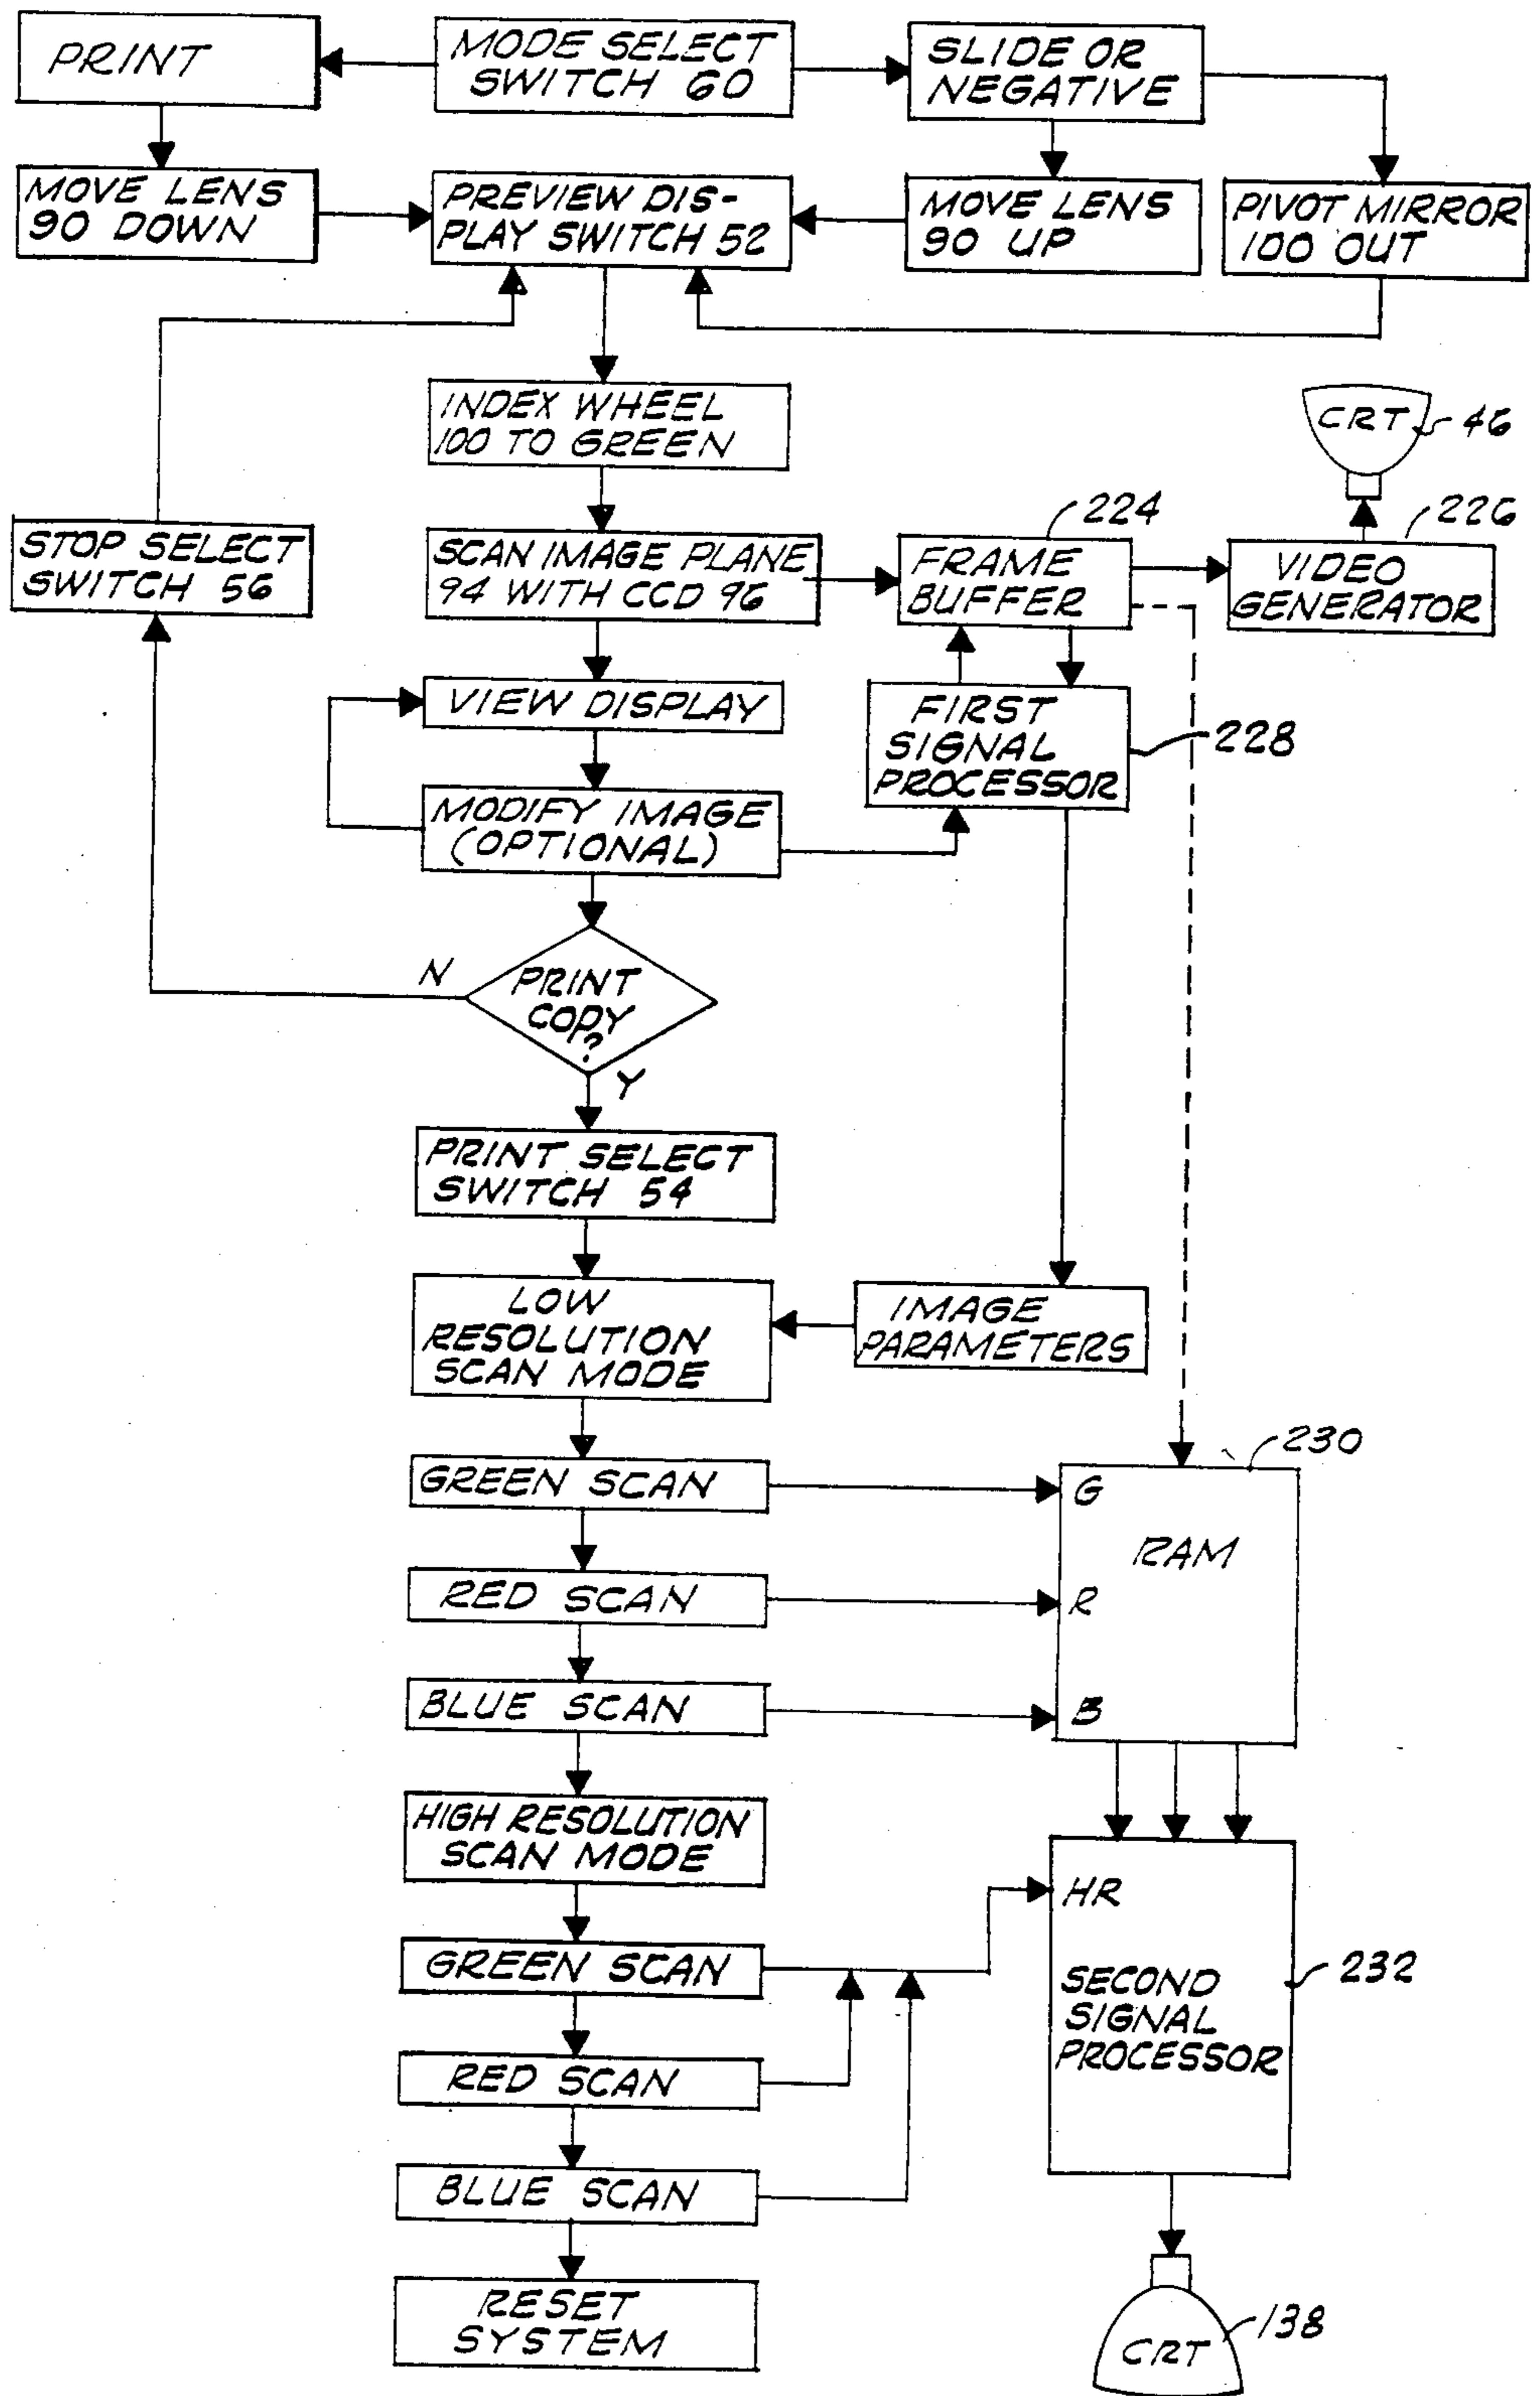 PRINT
MODE SELECT
SWITCH 60
SLIDE OR
NEGATIVE
MOVE LENS
90 DOWN
PREVIEW DIS-
PLAY SWITCH 52
MOVE LENS
90 UP
PIVOT MIRROR
100 OUT
INDEX WHEEL
100 TO GREEN
CRT
46
STOP SELECT
SWITCH 56
SCAN IMAGE PLANE
94 WITH CCD 96
224
FRAME
BUFFER
226
VIDEO
GENERATOR
VIEW DISPLAY
FIRST
SIGNAL
PROCESSOR
228
MODIFY IMAGE
(OPTIONAL)
N
PRINT
COPY
?
Y
PRINT SELECT
SWITCH 54
LOW
RESOLUTION
SCAN MODE
IMAGE
PARAMETERS
230
GREEN SCAN
G
RAM
RED SCAN
R
BLUE SCAN
B
HIGH RESOLUTION
SCAN MODE
HR
GREEN SCAN
SECOND
SIGNAL
PROCESSOR
232
RED SCAN
BLUE SCAN
RESET
SYSTEM
138
CRT